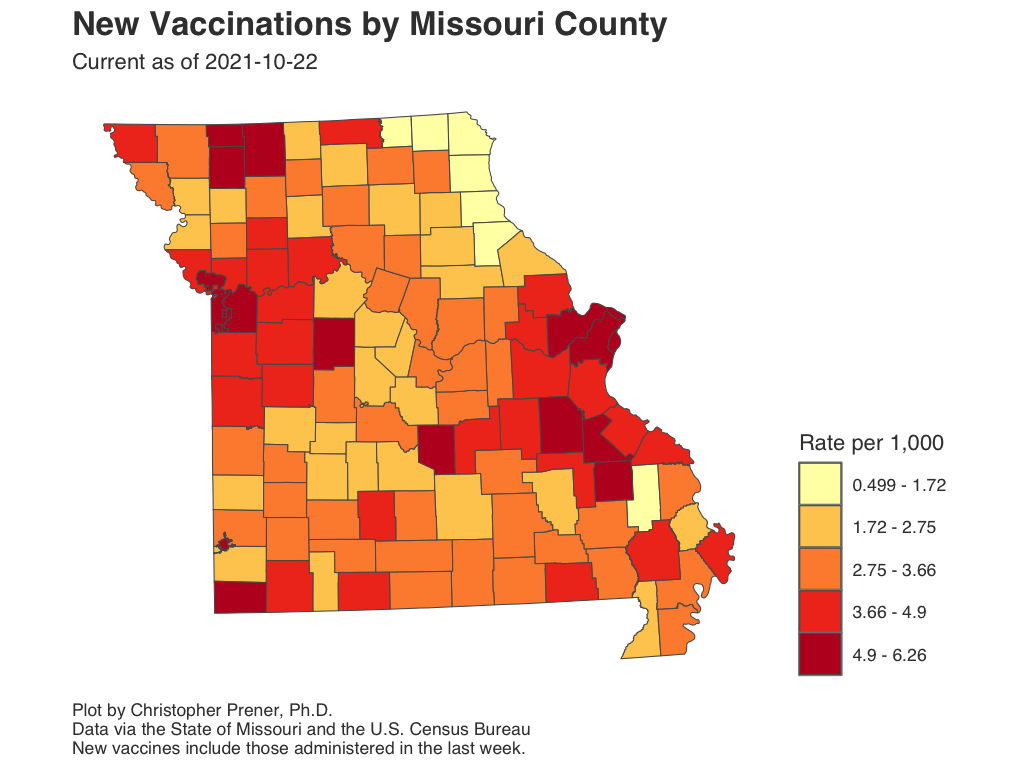 New Vaccinations by Missouri County
Current as of 2021-10-22
Rate per 1,000
0.499 - 1.72
1.72 - 2.75
2.75 - 3.66
3.66 - 4.9
4.9 - 6.26
Plot by Christopher Prener, Ph.D.
Data via the State of Missouri and the U.S. Census Bureau
New vaccines include those administered in the last week.